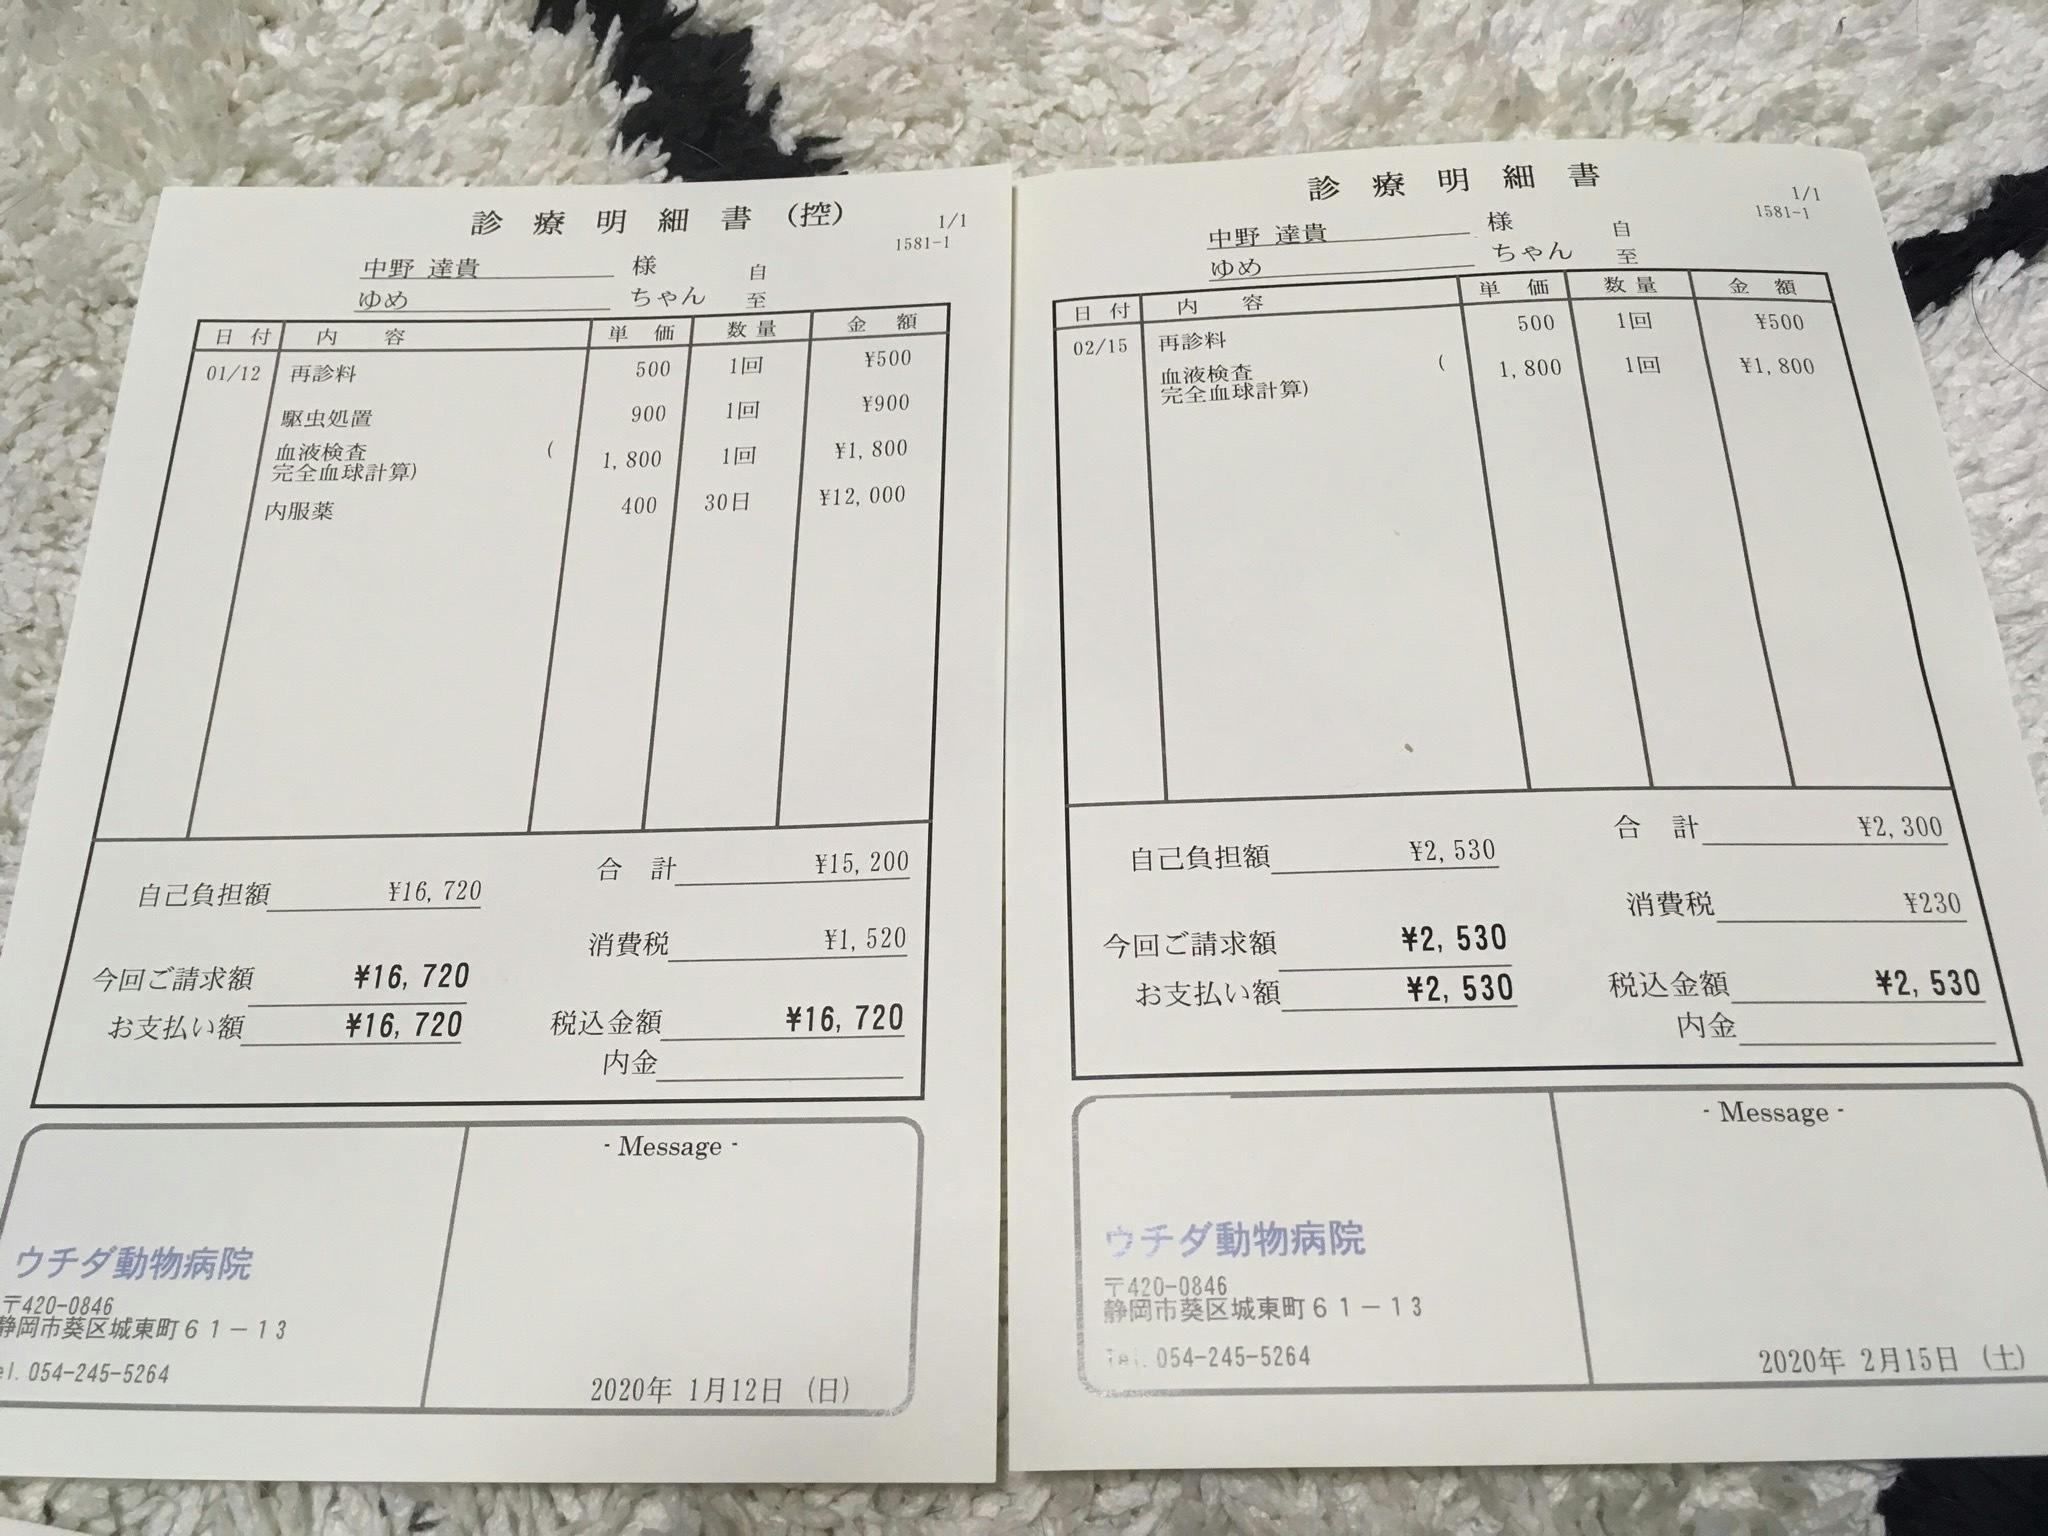 診療明細書(控)
1/1
1581-1
中野 達貴 様 自
ゆめ ちゃん 至
日付 内容 単価 数量 金額
01/12 再診料 500 1回 ¥500
駆虫処置 900 1回 ¥900
血液検査 (
完全血球計算) 1,800 1回 ¥1,800
内服薬 400 30日 ¥12,000
合計 ¥15,200
自己負担額 ¥16,720
消費税 ¥1,520
今回ご請求額 ¥16,720
お支払い額 ¥16,720
税込金額 ¥16,720
内金
- Message -
ウチダ動物病院
〒420-0846
静岡市葵区城東町61-13
el. 054-245-5264
2020年 1月12日 (日)
診療明細書
1/1
1581-1
中野 達貴 様 自
ゆめ ちゃん 至
日付 内容 単価 数量 金額
02/15 再診料 500 1回 ¥500
血液検査 (
完全血球計算) 1,800 1回 ¥1,800
合計 ¥2,300
自己負担額 ¥2,530
消費税 ¥230
今回ご請求額 ¥2,530
お支払い額 ¥2,530
税込金額 ¥2,530
内金
- Message -
ウチダ動物病院
〒420-0846
静岡市葵区城東町61-13
Tel. 054-245-5264
2020年 2月15日 (土)